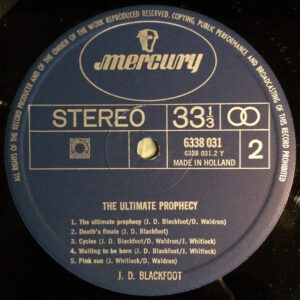 ALL RIGHTS OF THE RECORD PRODUCER AND OF THE OWNER OF THE WORK REPRODUCED RESERVED. COPYING, PUBLIC PERFORMANCE AND BROADCASTING OF THIS RECORD PROHIBITED
mercury
STEREO 33 1/3
6338 031
6338 031.2 Y
MADE IN HOLLAND
2
THE ULTIMATE PROPHECY
1. The ultimate prophecy (J. D. Blackfoot/D. Waldron)
2. Death's finale (J. D. Blackfoot)
3. Cycles (J. D. Blackfoot/D. Waldron/J. Whitlock)
4. Waiting to be born (J. D. Blackfoot/J. Whitlock)
5. Pink sun (J. Whitlock/D. Waldron)
J. D. BLACKFOOT